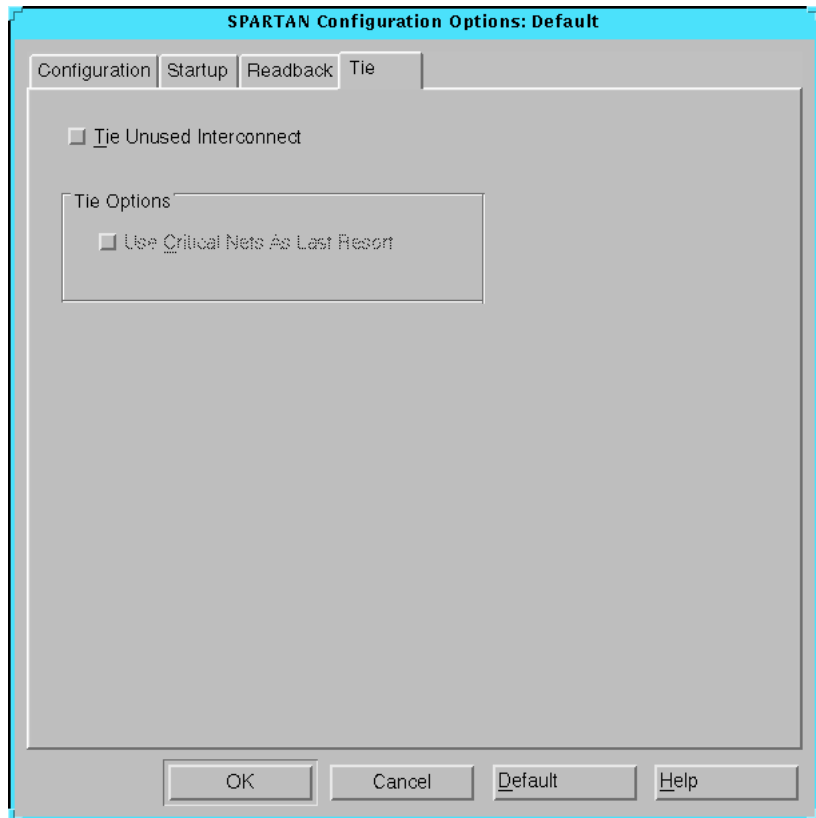 SPARTAN Configuration Options: Default
Configuration Startup Readback Tie
Tie Unused Interconnect
Tie Options
Use Critical Nets As Last Resort
OK Cancel Default Help